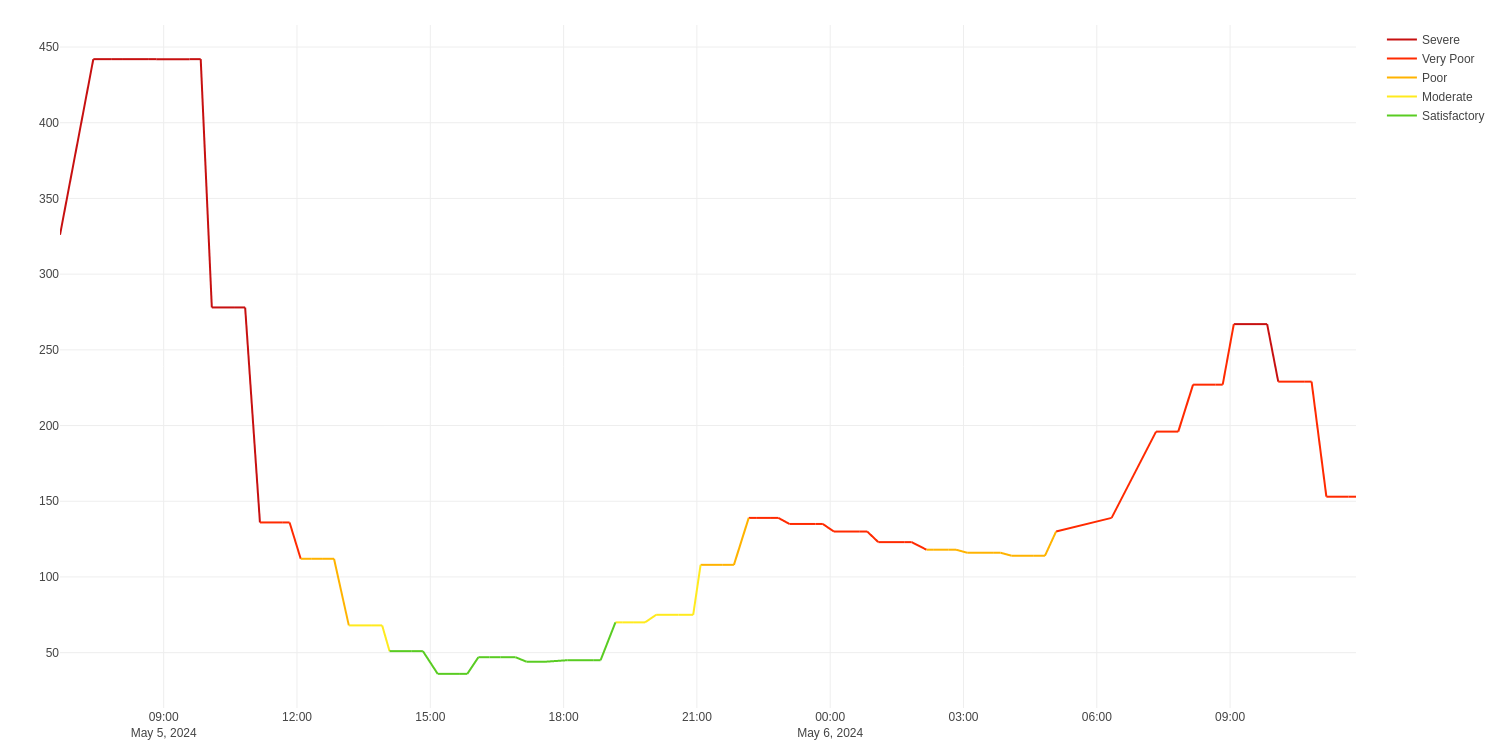 450
400
350
300
250
200
150
100
50
09:00
May 5, 2024
12:00
15:00
18:00
21:00
00:00
May 6, 2024
03:00
06:00
09:00
Severe
Very Poor
Poor
Moderate
Satisfactory